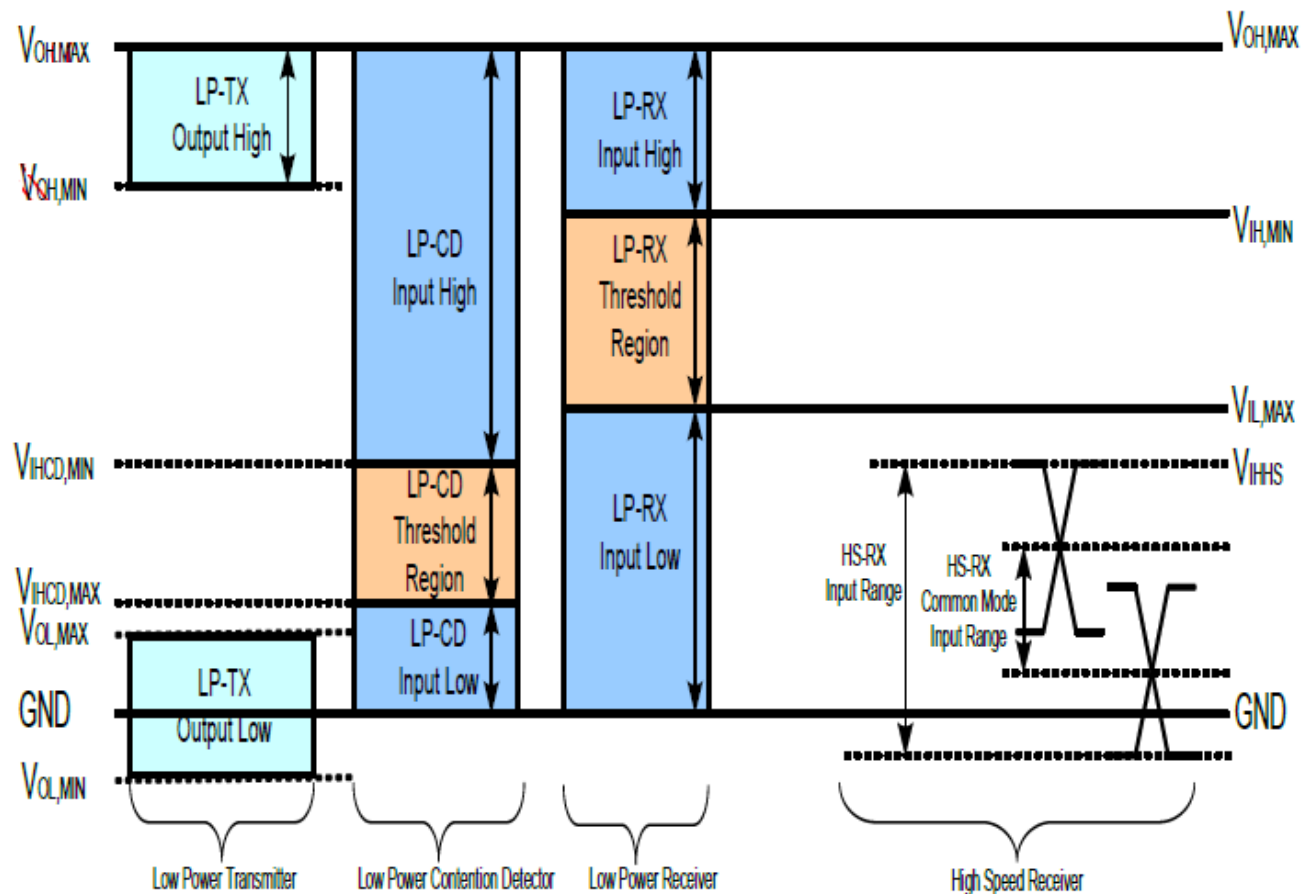 VOH,MAX
LP-TX
Output High
VOH,MIN
LP-CD
Input High
LP-RX
Input High
VOH,MAX
VIH,MIN
LP-RX
Threshold
Region
VIL,MAX
VIHCD,MIN
LP-CD
Threshold
Region
VIHCD,MAX
VOL,MAX
LP-CD
Input Low
LP-RX
Input Low
VIHHS
HS-RX
Input Range
HS-RX
Common Mode
Input Range
LP-TX
Output Low
GND
GND
VOL,MIN
Low Power Transmitter
Low Power Contention Detector
Low Power Receiver
High Speed Receiver